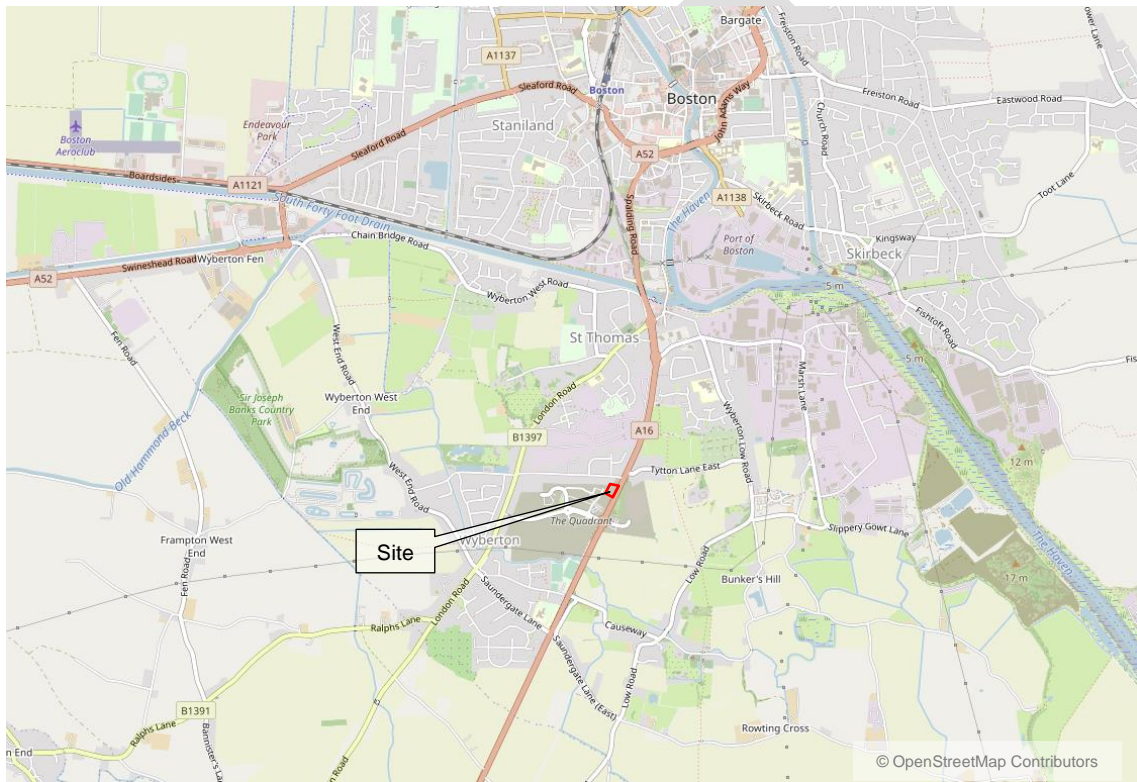 Bargate
Freiston Road
A1137
Sleaford Road
Boston
Boston
John Adams Way
Freiston Road
Eastwood Road
Staniland
Church Road
Endeavour
Park
Boston
Aeroclub
Sleaford Road
A52
Toot Lane
Boardsides
A1121
Spalding Road
The Haven
A1138
Skirbeck Road
Kingsway
South Forty Foot Drain
Chain Bridge Road
Port of
Boston
Skirbeck
Swineshead Road
Wyberton Fen
A52
5 m
Fishtoft Road
Wyberton West Road
Fen Road
West End Road
St Thomas
5 m
Marsh Lane
Sir Joseph
Banks Country
Park
Wyberton West
End
London Road
Wyberton Low Road
Old Hammond Beck
B1397
A16
12 m
West End Road
Tytton Lane East
The Quadrant
Slippery Gowt Lane
Site
Wyberton
Frampton West
End
The Haven
Fen Road
Low Road
Bunker's Hill
17 m
London Road
Saundergate Lane
Ralphs Lane
Causeway
Saundergate Lane (East)
Low Road
B1391
Ralphs Lane
Bannister's Lane
Rowting Cross
London Road
© OpenStreetMap Contributors